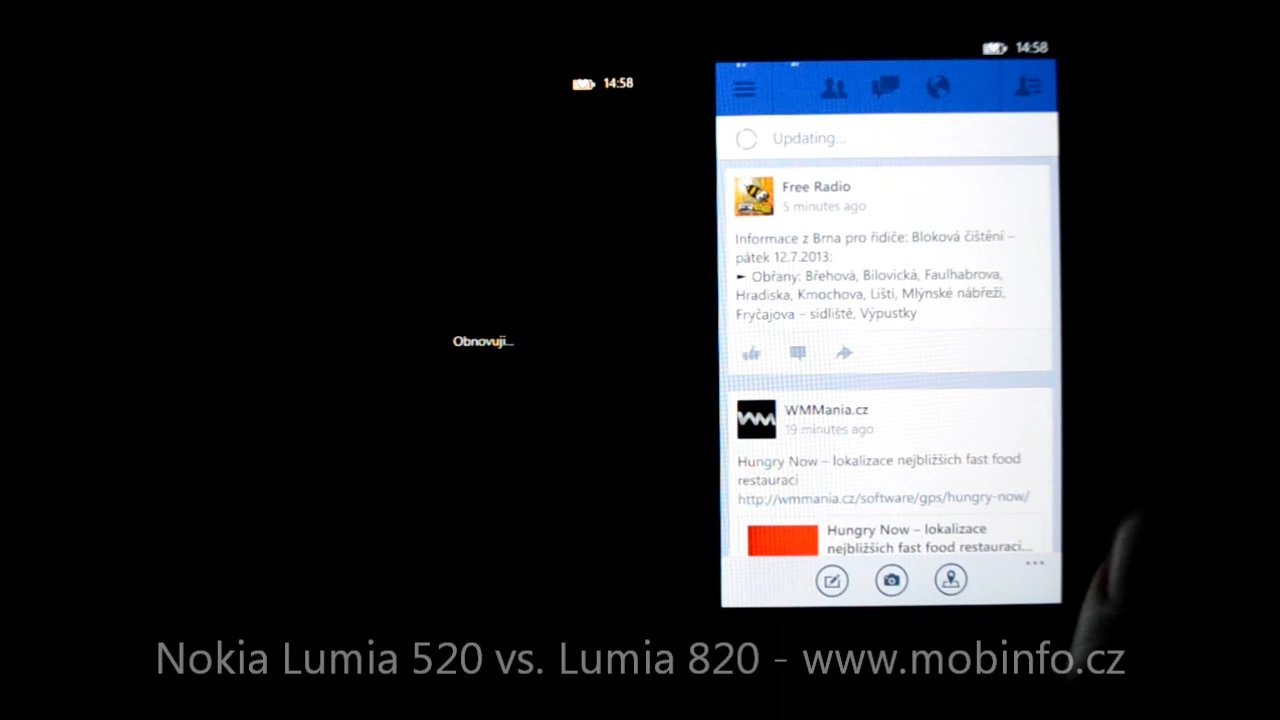 14:58
Obnovuji...
14:58
Updating...
Free Radio
5 minutes ago
Informace z Brna pro řidiče: Bloková čištění –
pátek 12.7.2013:
► Obřany: Břehová, Bílovická, Faulhabrova,
Hradiska, Kmochova, Lištì, Mlýnské nábřeží,
Fryčajova – sídliště, Výpustky
WMMania.cz
19 minutes ago
Hungry Now – lokalizace nejbližších fast food
restaurací
http://wmmania.cz/software/gps/hungry-now/
Hungry Now – lokalizace
nejbližších fast food restaurací...
Nokia Lumia 520 vs. Lumia 820 - www.mobinfo.cz